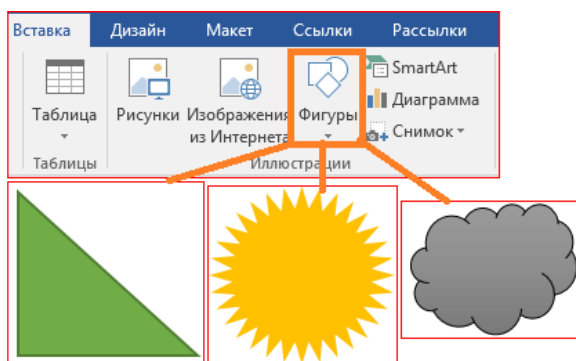 Вставка Дизайн Макет Ссылки Рассылки
Таблица
Рисунки
Изображения
из Интернета
Фигуры
SmartArt
Диаграмма
Снимок
Таблицы
Иллюстрации